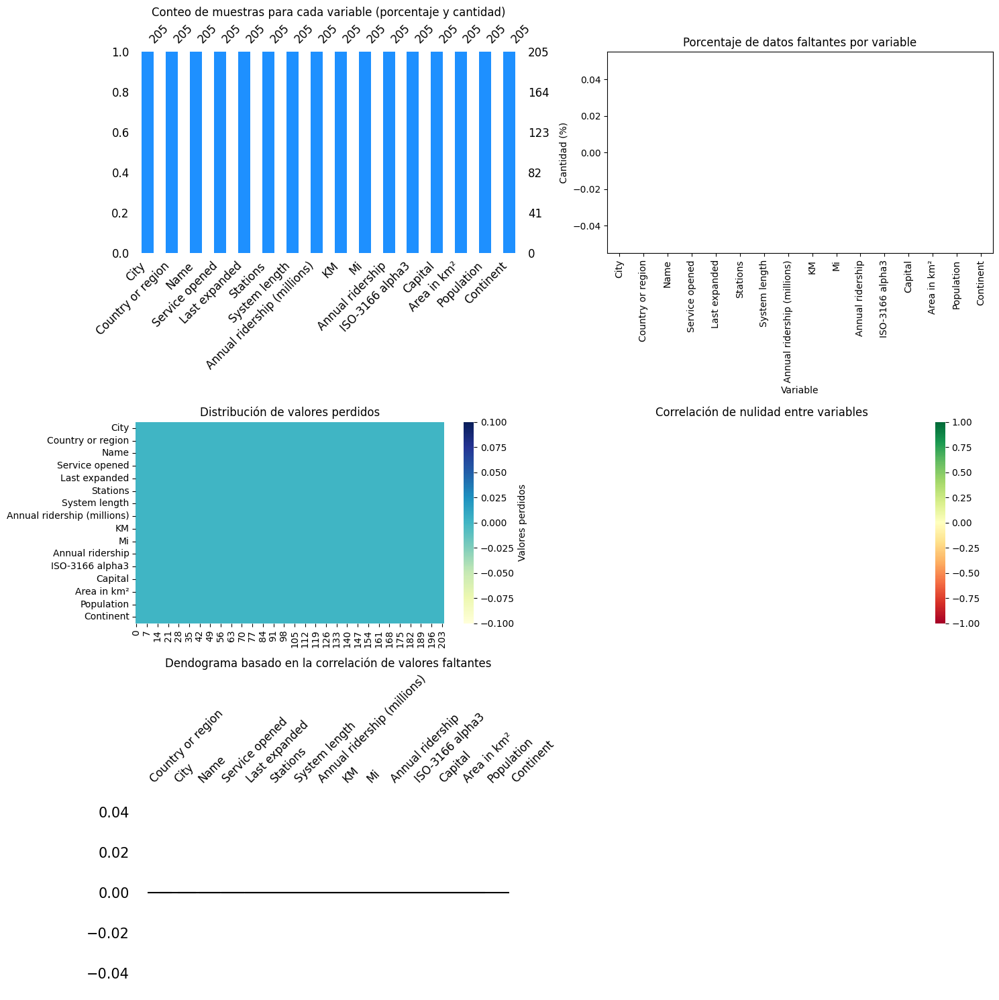 Conteo de muestras para cada variable (porcentaje y cantidad)
205 205 205 205 205 205 205 205 205 205 205 205 205 205 205 205
1.0
0.8
0.6
0.4
0.2
0.0
205
164
123
82
41
0
City
Country or region
Name
Service opened
Last expanded
Stations
System length
Annual ridership (millions)
KM
Mi
Annual ridership
ISO-3166 alpha3
Capital
Area in km²
Population
Continent
Porcentaje de datos faltantes por variable
Cantidad (%)
0.04
0.02
0.00
−0.02
−0.04
City
Country or region
Name
Service opened
Last expanded
Stations
System length
Annual ridership (millions)
KM
Mi
Annual ridership
ISO-3166 alpha3
Capital
Area in km²
Population
Continent
Variable
Distribución de valores perdidos
City
Country or region
Name
Service opened
Last expanded
Stations
System length
Annual ridership (millions)
KM
Mi
Annual ridership
ISO-3166 alpha3
Capital
Area in km²
Population
Continent
0 7 14 21 28 35 42 49 56 63 70 77 84 91 98 105 112 119 126 133 140 147 154 161 168 175 182 189 196 203
0.100
0.075
0.050
0.025
0.000
−0.025
−0.050
−0.075
−0.100
Valores perdidos
Correlación de nulidad entre variables
1.00
0.75
0.50
0.25
0.00
−0.25
−0.50
−0.75
−1.00
Dendograma basado en la correlación de valores faltantes
Country or region
City
Name
Service opened
Last expanded
Stations
System length
Annual ridership (millions)
KM
Mi
Annual ridership
ISO-3166 alpha3
Capital
Area in km²
Population
Continent
0.04
0.02
0.00
−0.02
−0.04